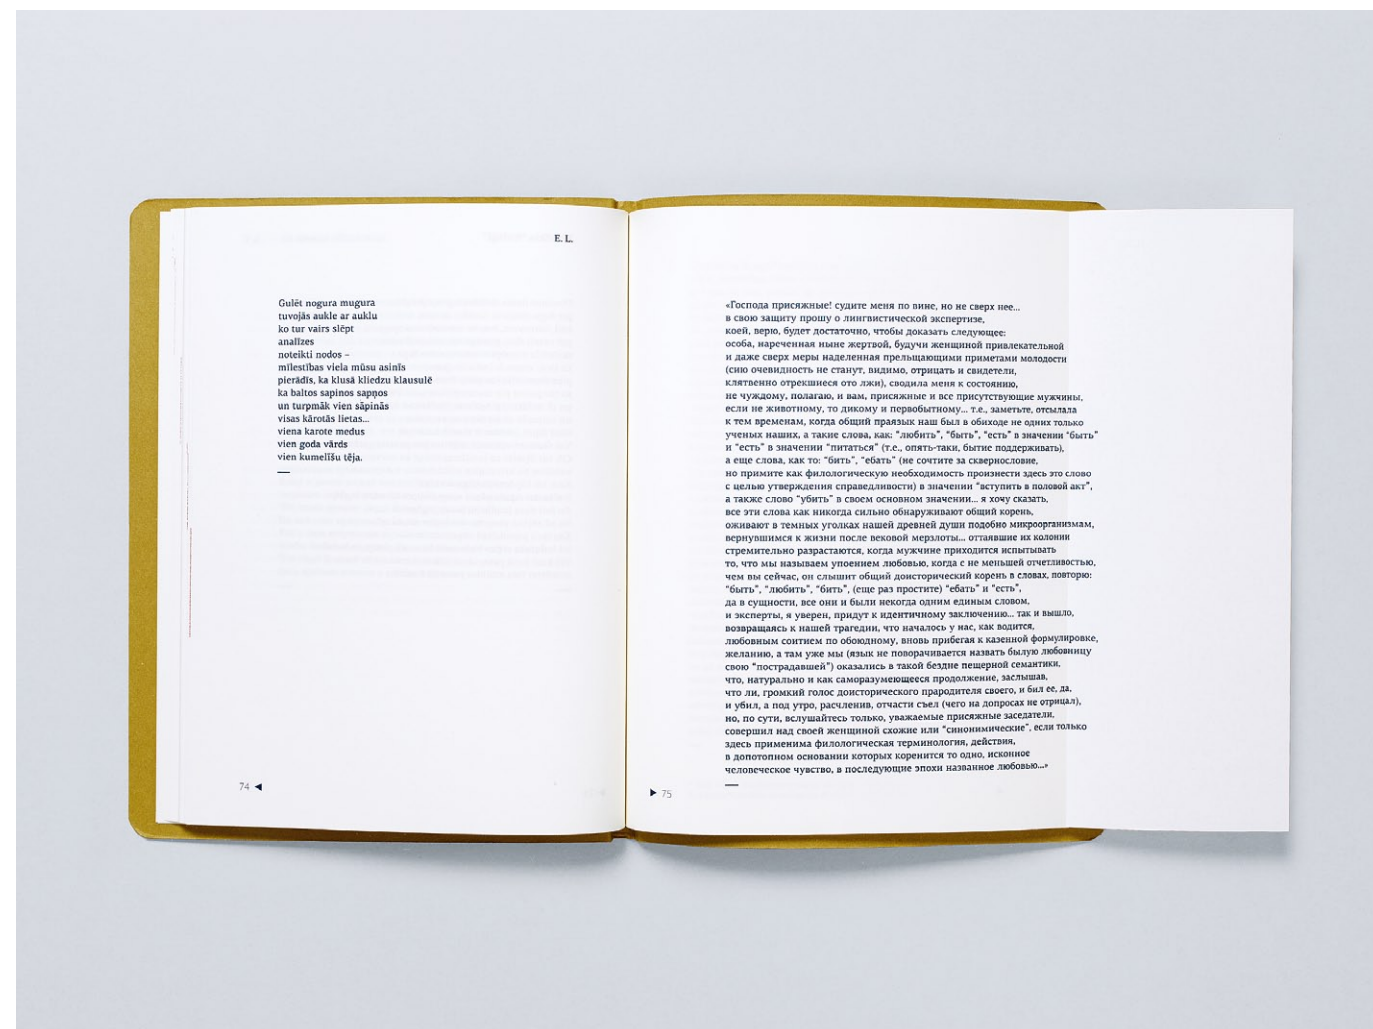 E. L.
Gulēt nogura mugura
tuvojās aukle ar auklu
ko tur vairs slēpt
analīzes
noteikti nodos –
mīlestības viela mūsu asinīs
pierādīs, ka klusā kliedzu klausulē
ka baltos sapinos sapņos
un turpmāk vien sāpinās
visas kārotās lietas...
viena karote medus
vien goda vārds
vien kumelīšu tēja.
74 ◀
«Господа присяжные! судите меня по вине, но не сверх нее...
в свою защиту прошу о лингвистической экспертизе,
коей, верю, будет достаточно, чтобы доказать следующее:
особа, нареченная ныне жертвой, будучи женщиной привлекательной
и даже сверх меры наделенная прельщающими приметами молодости
(сию очевидность не станут, видимо, отрицать и свидетели,
клятвенно отрекшиеся ото лжи), сводила меня к состоянию,
не чуждому, полагаю, и вам, присяжные и все присутствующие мужчины,
если не животному, то дикому и первобытному... т.е., заметьте, отсылала
к тем временам, когда общий праязык наш был в обиходе не одних только
ученых наших, а такие слова, как: "любить", "быть", "есть" в значении "быть"
и "есть" в значении "питаться" (т.е., опять-таки, бытие поддерживать),
а еще слова, как то: "бить", "ебать" (не сочтите за сквернословие,
но примите как филологическую необходимость произнести здесь это слово
с целью утверждения справедливости) в значении "вступить в половой акт",
а также слово "убить" в своем основном значении... я хочу сказать,
все эти слова как никогда сильно обнаруживают общий корень,
оживают в темных уголках нашей древней души подобно микроорганизмам,
вернувшимся к жизни после вековой мерзлоты... оттаявшие их колонии
стремительно разрастаются, когда мужчине приходится испытывать
то, что мы называем упоением любовью, когда с не меньшей отчетливостью,
чем вы сейчас, он слышит общий доисторический корень в словах, повторю:
"быть", "любить", "бить", (еще раз простите) "ебать" и "есть",
да в сущности, все они и были некогда одним единым словом,
и эксперты, я уверен, придут к идентичному заключению... так и вышло,
возвращаясь к нашей трагедии, что началось у нас, как водится,
любовным соитием по обоюдному, вновь прибегая к казенной формулировке,
желанию, а там уже мы (язык не поворачивается назвать былую любовницу
свою "пострадавшей") оказались в такой бездне пещерной семантики,
что, натурально и как саморазумеющееся продолжение, заслышав,
что ли, громкий голос доисторического прародителя своего, и бил ее, да,
и убил, а под утро, расчленив, отчасти съел (чего на допросах не отрицал),
но, по сути, вслушайтесь только, уважаемые присяжные заседатели,
совершил над своей женщиной схожие или "синонимические", если только
здесь применима филологическая терминология, действия,
в допотопном основании которых коренится то одно, исконное
человеческое чувство, в последующие эпохи названное любовью...»
▶ 75